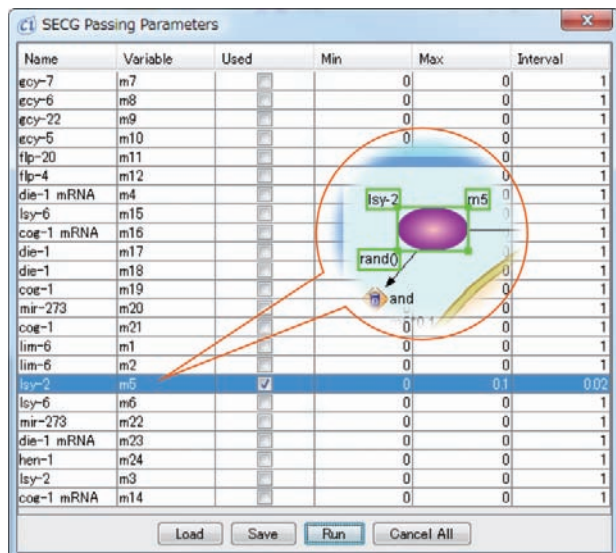 Ci SECG Passing Parameters
Name Variable Used Min Max Interval
gcy-7 m7 0 0 1
gcy-6 m8 0 0 1
gcy-22 m9 0 0 1
gcy-5 m10 0 0 1
flp-20 m11 0 1
flp-4 m12 0 1
die-1 mRNA m4 0 1
lsy-6 m15 1
cog-1 mRNA m16 1
die-1 m17 1
die-1 m18 1
cog-1 m19 1
mir-273 m20 1
cog-1 m21 0 1
lim-6 m1 0 0 1
lim-6 m2 0 0 1
lsy-2 m5 0 0.1 0.02
lsy-6 m6 0 0 1
mir-273 m22 0 0 1
die-1 mRNA m23 0 0 1
hen-1 m24 0 0 1
lsy-2 m3 0 0 1
cog-1 mRNA m14 0 0 1
lsy-2 m5
rand()
and
Load Save Run Cancel All